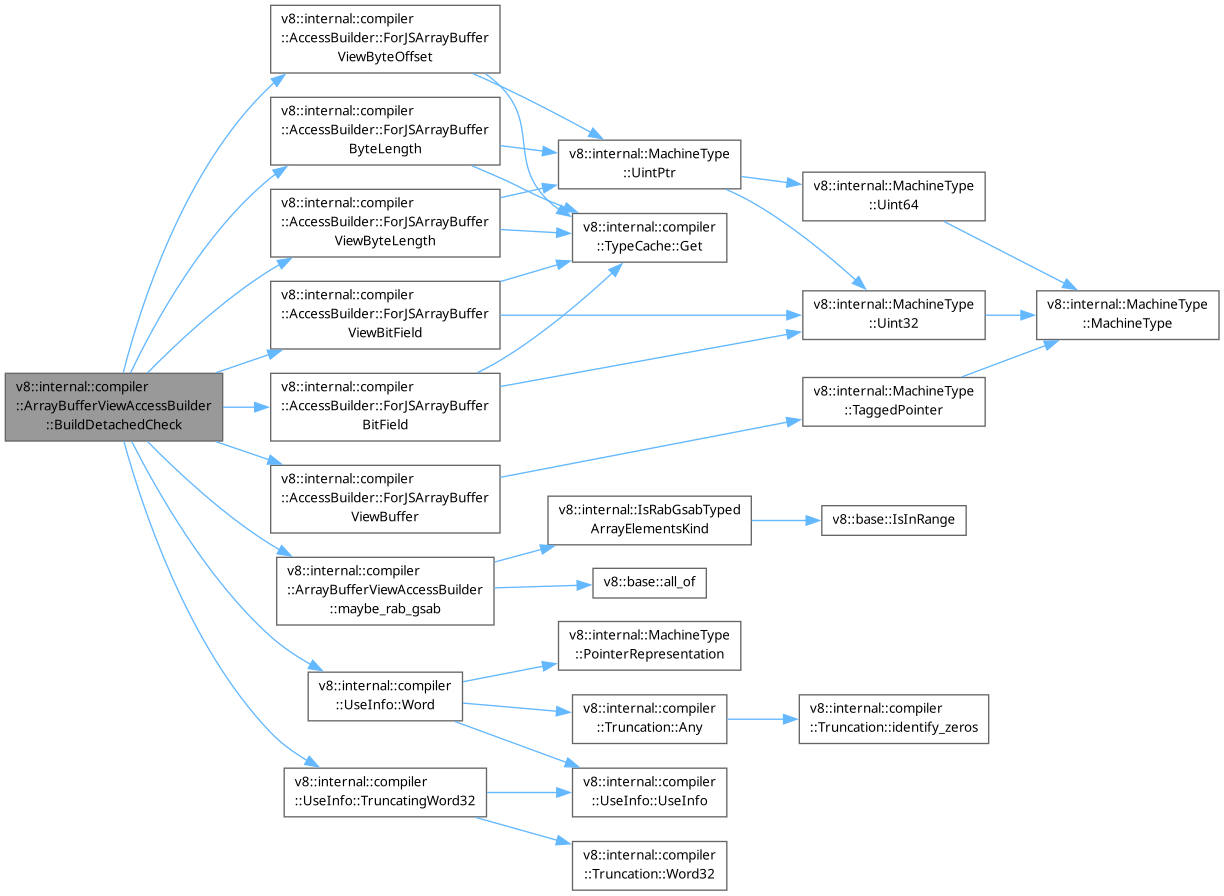 v8::internal::compiler
::AccessBuilder::ForJSArrayBuffer
ViewByteOffset
v8::internal::compiler
::AccessBuilder::ForJSArrayBuffer
ByteLength
v8::internal::compiler
::AccessBuilder::ForJSArrayBuffer
ViewByteLength
v8::internal::compiler
::AccessBuilder::ForJSArrayBuffer
ViewBitField
v8::internal::compiler
::ArrayBufferViewAccessBuilder
::BuildDetachedCheck
v8::internal::compiler
::AccessBuilder::ForJSArrayBuffer
BitField
v8::internal::compiler
::AccessBuilder::ForJSArrayBuffer
ViewBuffer
v8::internal::compiler
::ArrayBufferViewAccessBuilder
::maybe_rab_gsab
v8::internal::compiler
::UseInfo::Word
v8::internal::compiler
::UseInfo::TruncatingWord32
v8::internal::MachineType
::UintPtr
v8::internal::compiler
::TypeCache::Get
v8::internal::IsRabGsabTyped
ArrayElementsKind
v8::base::all_of
v8::internal::MachineType
::PointerRepresentation
v8::internal::compiler
::Truncation::Any
v8::internal::compiler
::UseInfo::UseInfo
v8::internal::compiler
::Truncation::Word32
v8::internal::MachineType
::Uint64
v8::internal::MachineType
::Uint32
v8::internal::MachineType
::TaggedPointer
v8::base::IsInRange
v8::internal::compiler
::Truncation::identify_zeros
v8::internal::MachineType
::MachineType